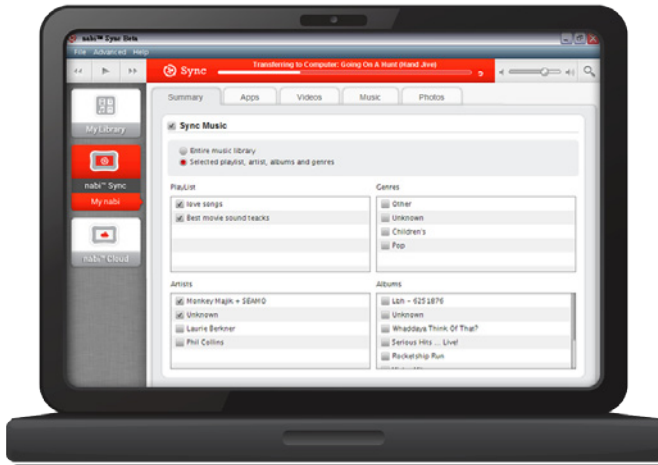 nabi™ Sync Beta
File Advanced Help
Sync
Transferring to Computer: Going On A Hunt (Hand Jive)
Summary
Apps
Videos
Music
Photos
My Library
nabi™ Sync
My nabi
nabi™ Cloud
Sync Music
Entire music library
Selected playlist, artist, albums and genres
PlayList
love songs
Best movie sound teacks
Genres
Other
Unknown
Children's
Pop
Artists
Monkey Majik + SEAMO
Unknown
Laurie Berkner
Phil Collins
Albums
6251876
Unknown
Whaddaya Think Of That?
Serious Hits ... Live!
Rocketship Run